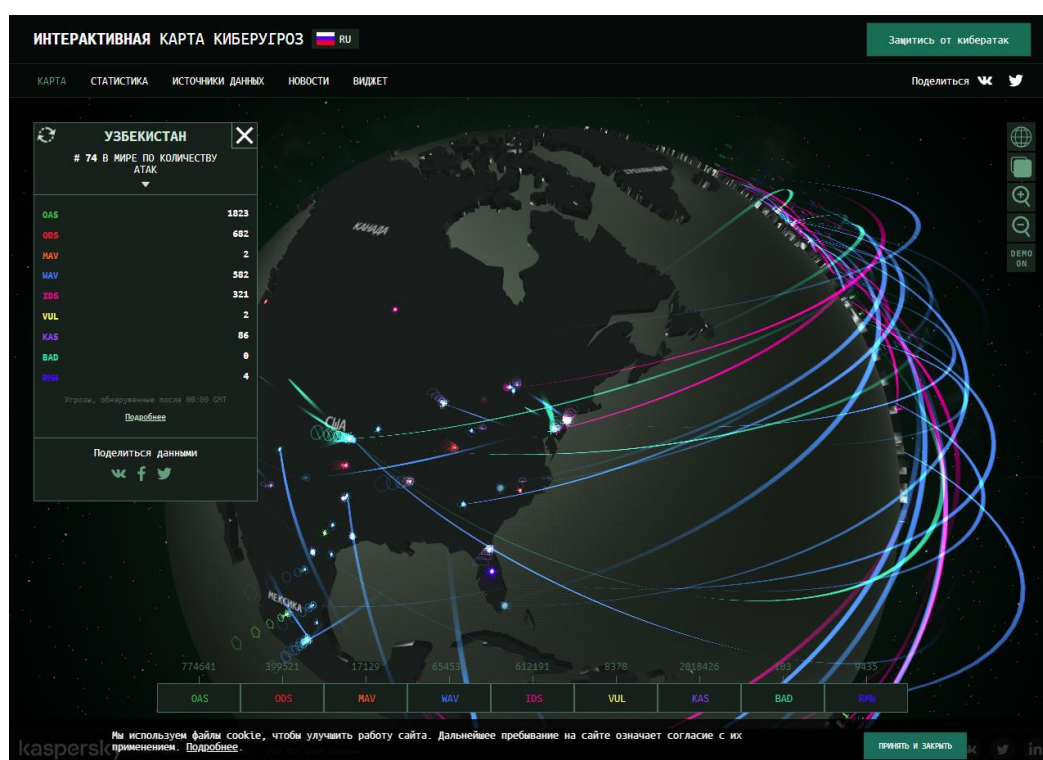 ИНТЕРАКТИВНАЯ КАРТА КИБЕРУГРОЗ RU
Защитись от кибератак
КАРТА СТАТИСТИКА ИСТОЧНИКИ ДАННЫХ НОВОСТИ ВИДЖЕТ
Поделиться
УЗБЕКИСТАН
# 74 В МИРЕ ПО КОЛИЧЕСТВУ
АТАК
OAS 1823
ODS 682
MAV 2
WAV 582
IDS 321
VUL 2
KAS 86
BAD 0
RMW 4
Угрозы, обнаруженные после 00:00 GMT
Подробнее
Поделиться данными
DEMO
ON
КАНАДА
США
МЕКСИКА
774641 399521 17129 65453 612191 8378 2018426 103 9435
OAS ODS MAV WAV IDS VUL KAS BAD RMW
Мы используем файлы cookie, чтобы улучшить работу сайта. Дальнейшее пребывание на сайте означает согласие с их
применением. Подробнее.
ПРИНЯТЬ И ЗАКРЫТЬ
kaspersky